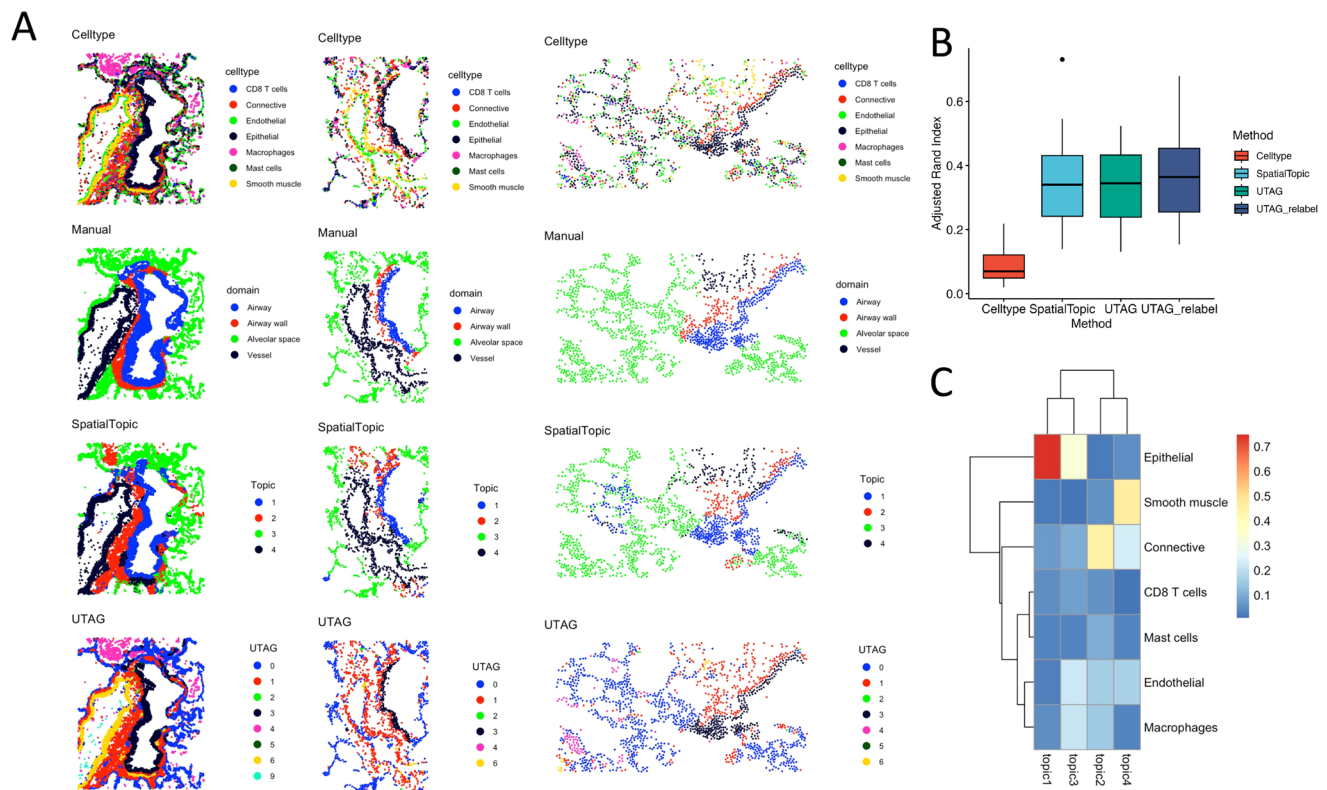 A
Celltype
celltype
CD8 T cells
Connective
Endothelial
Epithelial
Macrophages
Mast cells
Smooth muscle
Celltype
celltype
CD8 T cells
Connective
Endothelial
Epithelial
Macrophages
Mast cells
Smooth muscle
Celltype
celltype
CD8 T cells
Connective
Endothelial
Epithelial
Macrophages
Mast cells
Smooth muscle
Manual
domain
Airway
Airway wall
Alveolar space
Vessel
Manual
domain
Airway
Airway wall
Alveolar space
Vessel
Manual
domain
Airway
Airway wall
Alveolar space
Vessel
SpatialTopic
Topic
1
2
3
4
SpatialTopic
Topic
1
2
3
4
SpatialTopic
Topic
1
2
3
4
UTAG
UTAG
0
1
2
3
4
5
6
9
UTAG
UTAG
0
1
2
3
4
6
UTAG
UTAG
0
1
2
3
4
5
6
B
Adjusted Rand Index
0.6
0.4
0.2
0.0
Celltype SpatialTopic UTAG UTAG_relabel
Method
Method
Celltype
SpatialTopic
UTAG
UTAG_relabel
C
Epithelial
Smooth muscle
Connective
CD8 T cells
Mast cells
Endothelial
Macrophages
topic1
topic3
topic2
topic4
0.7
0.6
0.5
0.4
0.3
0.2
0.1